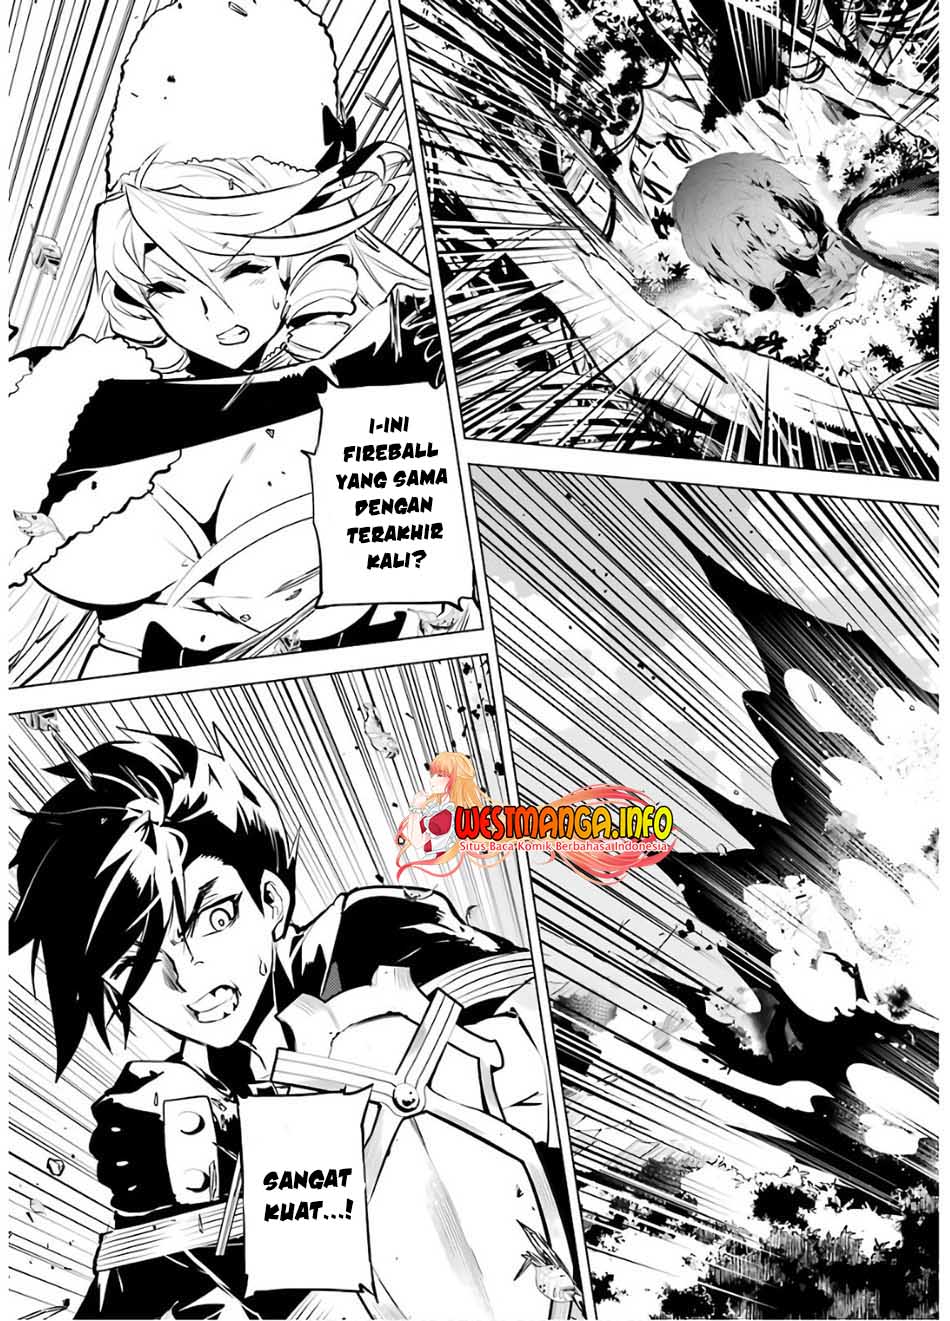 I-INI
FIREBALL
YANG SAMA
DENGAN
TERAKHIR
KALI?
WESTMANGA.INFO
Situs Baca Komik Berbahasa Indonesia
SANGAT
KUAT...!